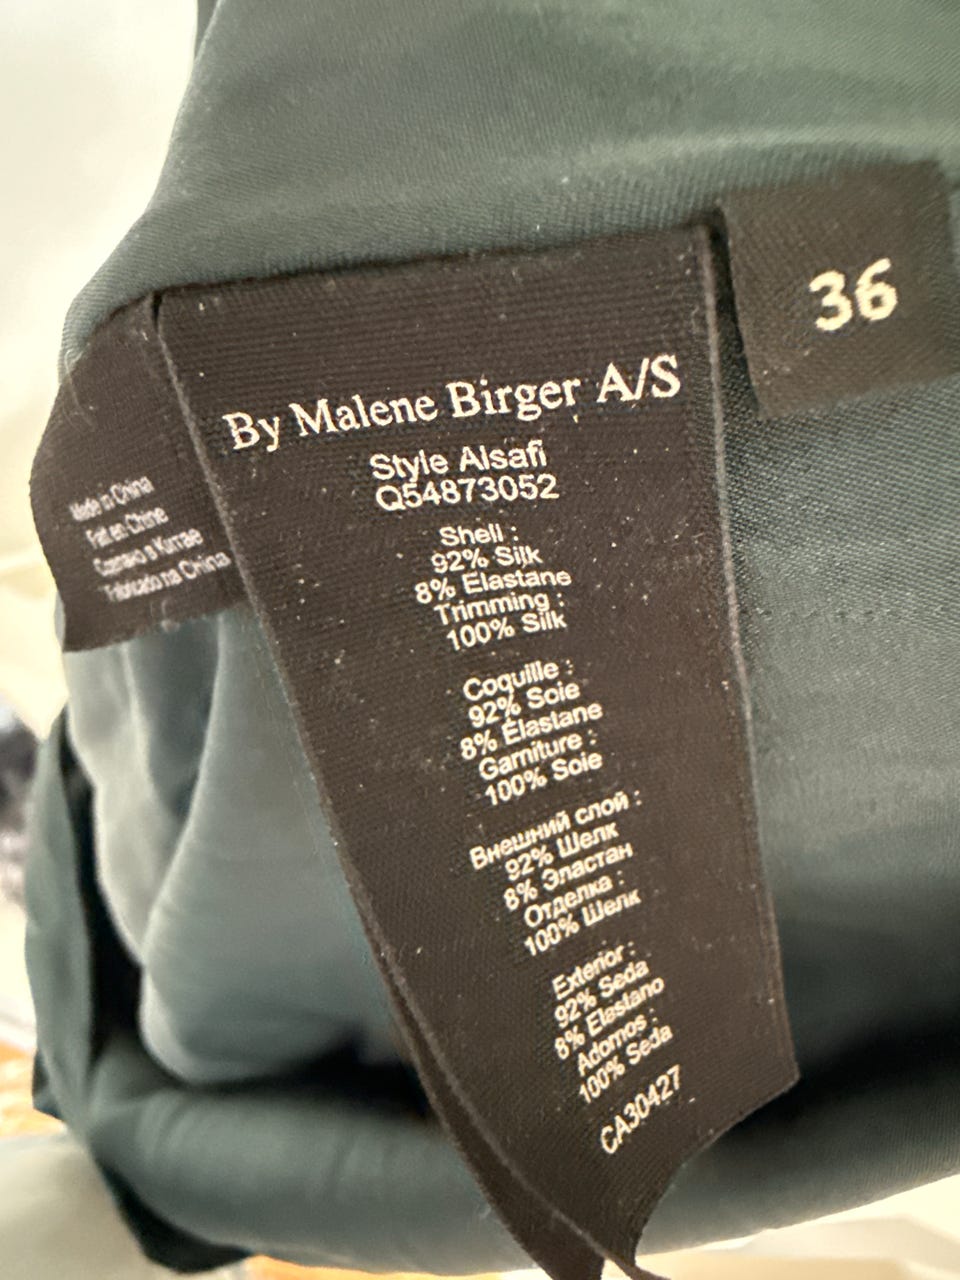 36
By Malene Birger A/S
Style Alsafi
Q54873052
Shell :
92% Silk
8% Elastane
Trimming :
100% Silk
Coquille :
92% Soie
8% Élastane
Garniture :
100% Soie
Внешний слой :
92% Шелк
8% Эластан
Отделка :
100% Шелк
Exterior :
92% Seda
8% Elastano
Adornos :
100% Seda
CA30427
Made in China
Fait en Chine
Сделано в Китае
Fabricado na China